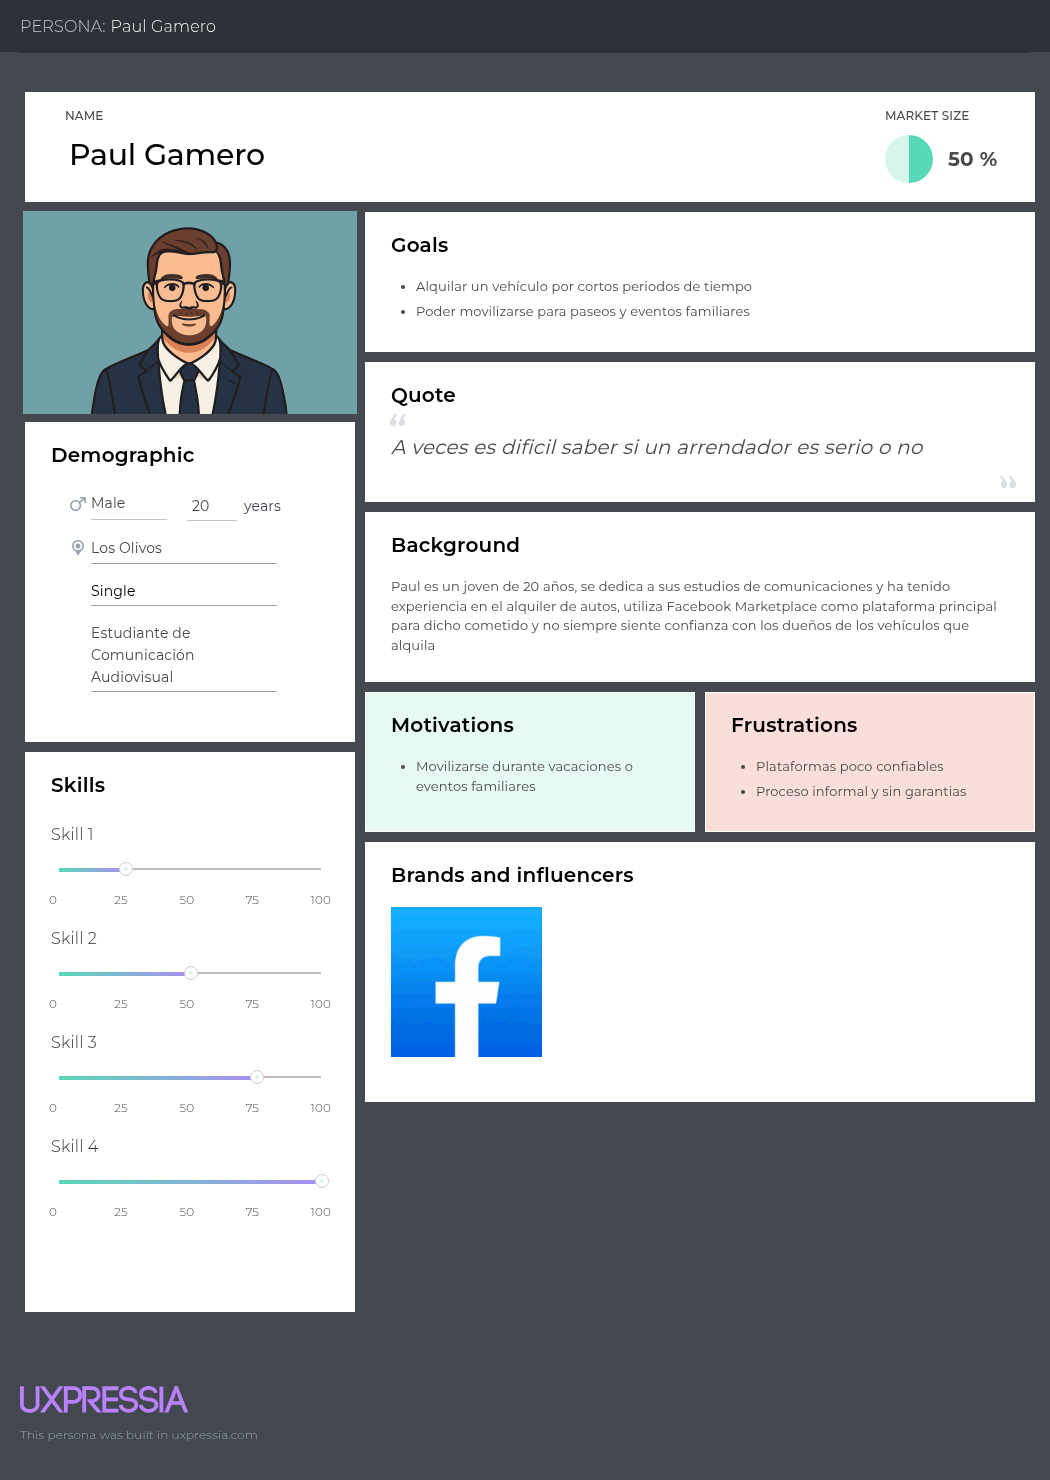 PERSONA: Paul Gamero
NAME
Paul Gamero
MARKET SIZE
50 %
Goals
• Alquilar un vehículo por cortos periodos de tiempo
• Poder movilizarse para paseos y eventos familiares
Quote
“
A veces es dificil saber si un arrendador es serio o no
”
Demographic
Male
20 years
Los Olivos
Single
Estudiante de
Comunicación
Audiovisual
Background
Paul es un joven de 20 años, se dedica a sus estudios de comunicaciones y ha tenido
experiencia en el alquiler de autos, utiliza Facebook Marketplace como plataforma principal
para dicho cometido y no siempre siente confianza con los dueños de los vehículos que
alquila
Motivations
• Movilizarse durante vacaciones o
eventos familiares
Frustrations
• Plataformas poco confiables
• Proceso informal y sin garantias
Skills
Skill 1
0 25 50 75 100
Skill 2
0 25 50 75 100
Skill 3
0 25 50 75 100
Skill 4
0 25 50 75 100
Brands and influencers
f
UXPRESSIA
This persona was built in uxpressia.com